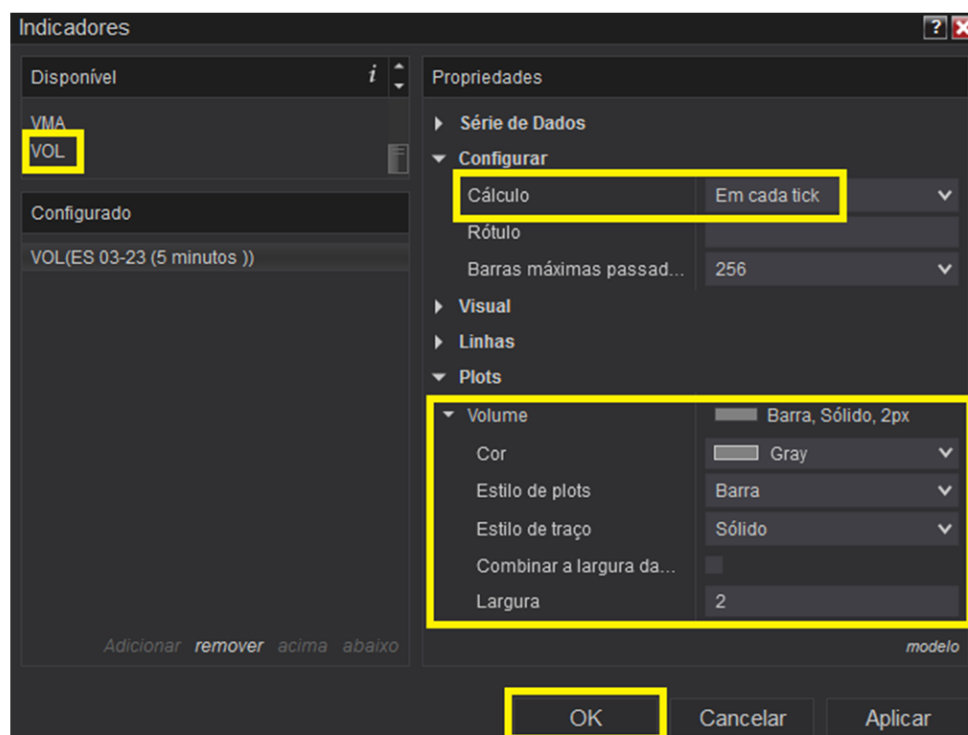 Indicadores
?
Disponível i
VMA
VOL
Configurado
VOL(ES 03-23 (5 minutos ))
Adicionar remover acima abaixo
Propriedades
Série de Dados
Configurar
Cálculo Em cada tick
Rótulo
Barras máximas passad... 256
Visual
Linhas
Plots
Volume Barra, Sólido, 2px
Cor Gray
Estilo de plots Barra
Estilo de traço Sólido
Combinar a largura da...
Largura 2
modelo
OK Cancelar Aplicar